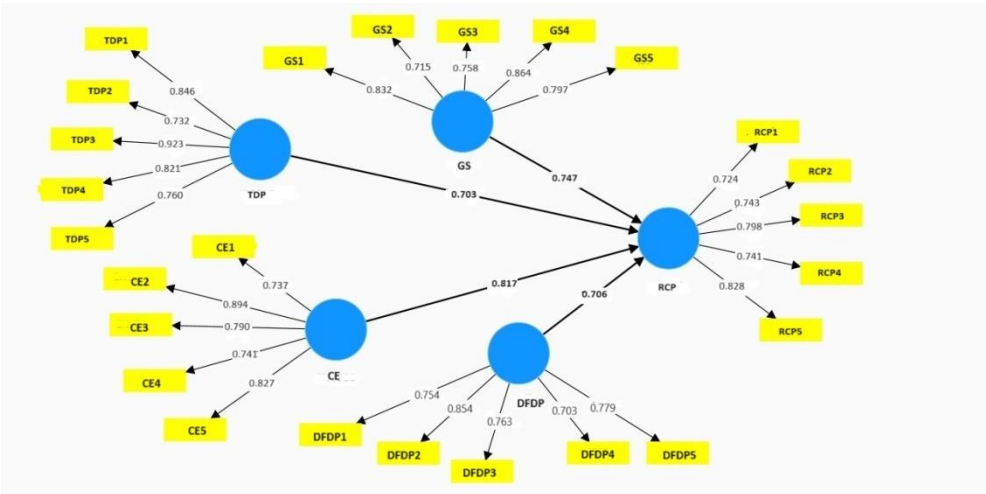 TDP1
TDP2
TDP3
TDP4
TDP5
0.846
0.732
0.923
0.821
0.760
TDP
GS1
GS2
GS3
GS4
GS5
0.832
0.715
0.758
0.864
0.797
GS
0.747
0.703
0.817
0.706
RCP1
RCP2
RCP3
RCP4
RCP5
0.724
0.743
0.798
0.741
0.828
RCP
CE1
CE2
CE3
CE4
CE5
0.737
0.894
0.790
0.741
0.827
CE
DFDP
0.754
0.854
0.763
0.703
0.779
DFDP1
DFDP2
DFDP3
DFDP4
DFDP5